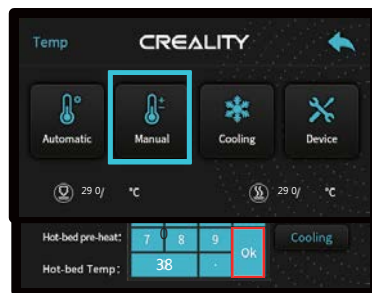 Temp CREALITY
Automatic Manual Cooling Device
29 0/ °C 29 0/ °C
Hot-bed pre-heat: 7 8 9 Cooling
Ok
Hot-bed Temp: 38 .